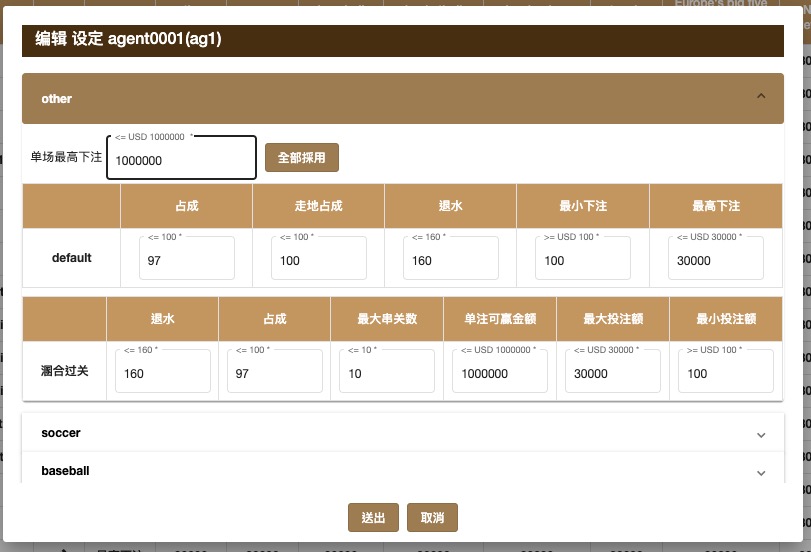 Europe's big five
编辑 设定 agent0001(ag1)
other
<= USD 1000000 *
单场最高下注 1000000 全部採用
占成 走地占成 退水 最小下注 最高下注
<= 100 * <= 100 * <= 160 * >= USD 100 * <= USD 30000 *
default 97 100 160 100 30000
退水 占成 最大串关数 单注可赢金额 最大投注额 最小投注额
<= 160 * <= 100 * <= 10 * <= USD 1000000 * <= USD 30000 * >= USD 100 *
溷合过关 160 97 10 1000000 30000 100
soccer
baseball
送出 取消